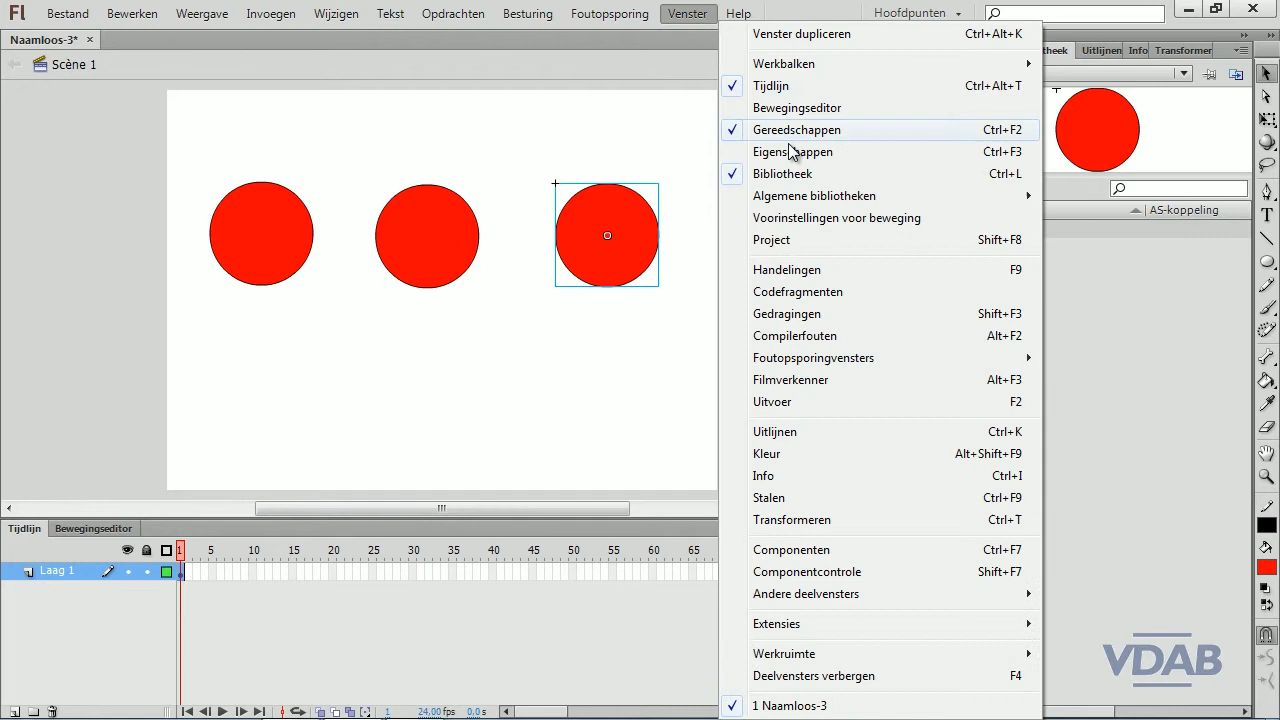 Fl Bestand Bewerken Weergave Invoegen Wijzigen Tekst Opdrachten Besturing Foutopsporing Venster Help Hoofdpunten
Naamloos-3*
Scène 1
Venster dupliceren Ctrl+Alt+K
Werkbalken
Tijdlijn Ctrl+Alt+T
Bewegingseditor
Gereedschappen Ctrl+F2
Eigenschappen Ctrl+F3
Bibliotheek Ctrl+L
Algemene bibliotheken
Voorinstellingen voor beweging
Project Shift+F8
Handelingen F9
Codefragmenten
Gedragingen Shift+F3
Compilerfouten Alt+F2
Foutopsporingvensters
Filmverkenner Alt+F3
Uitvoer F2
Uitlijnen Ctrl+K
Kleur Alt+Shift+F9
Info Ctrl+I
Stalen Ctrl+F9
Transformeren Ctrl+T
Componenten Ctrl+F7
Componentcontrole Shift+F7
Andere deelvensters
Extensies
Werkruimte
Deelvensters verbergen F4
1 Naamloos-3
theek Uitlijnen Info Transformer
AS-koppeling
T
Tijdlijn Bewegingseditor
1 5 10 15 20 25 30 35 40 45 50 55 60 65
Laag 1
1 24,00 fps 0,0 s
VDAB